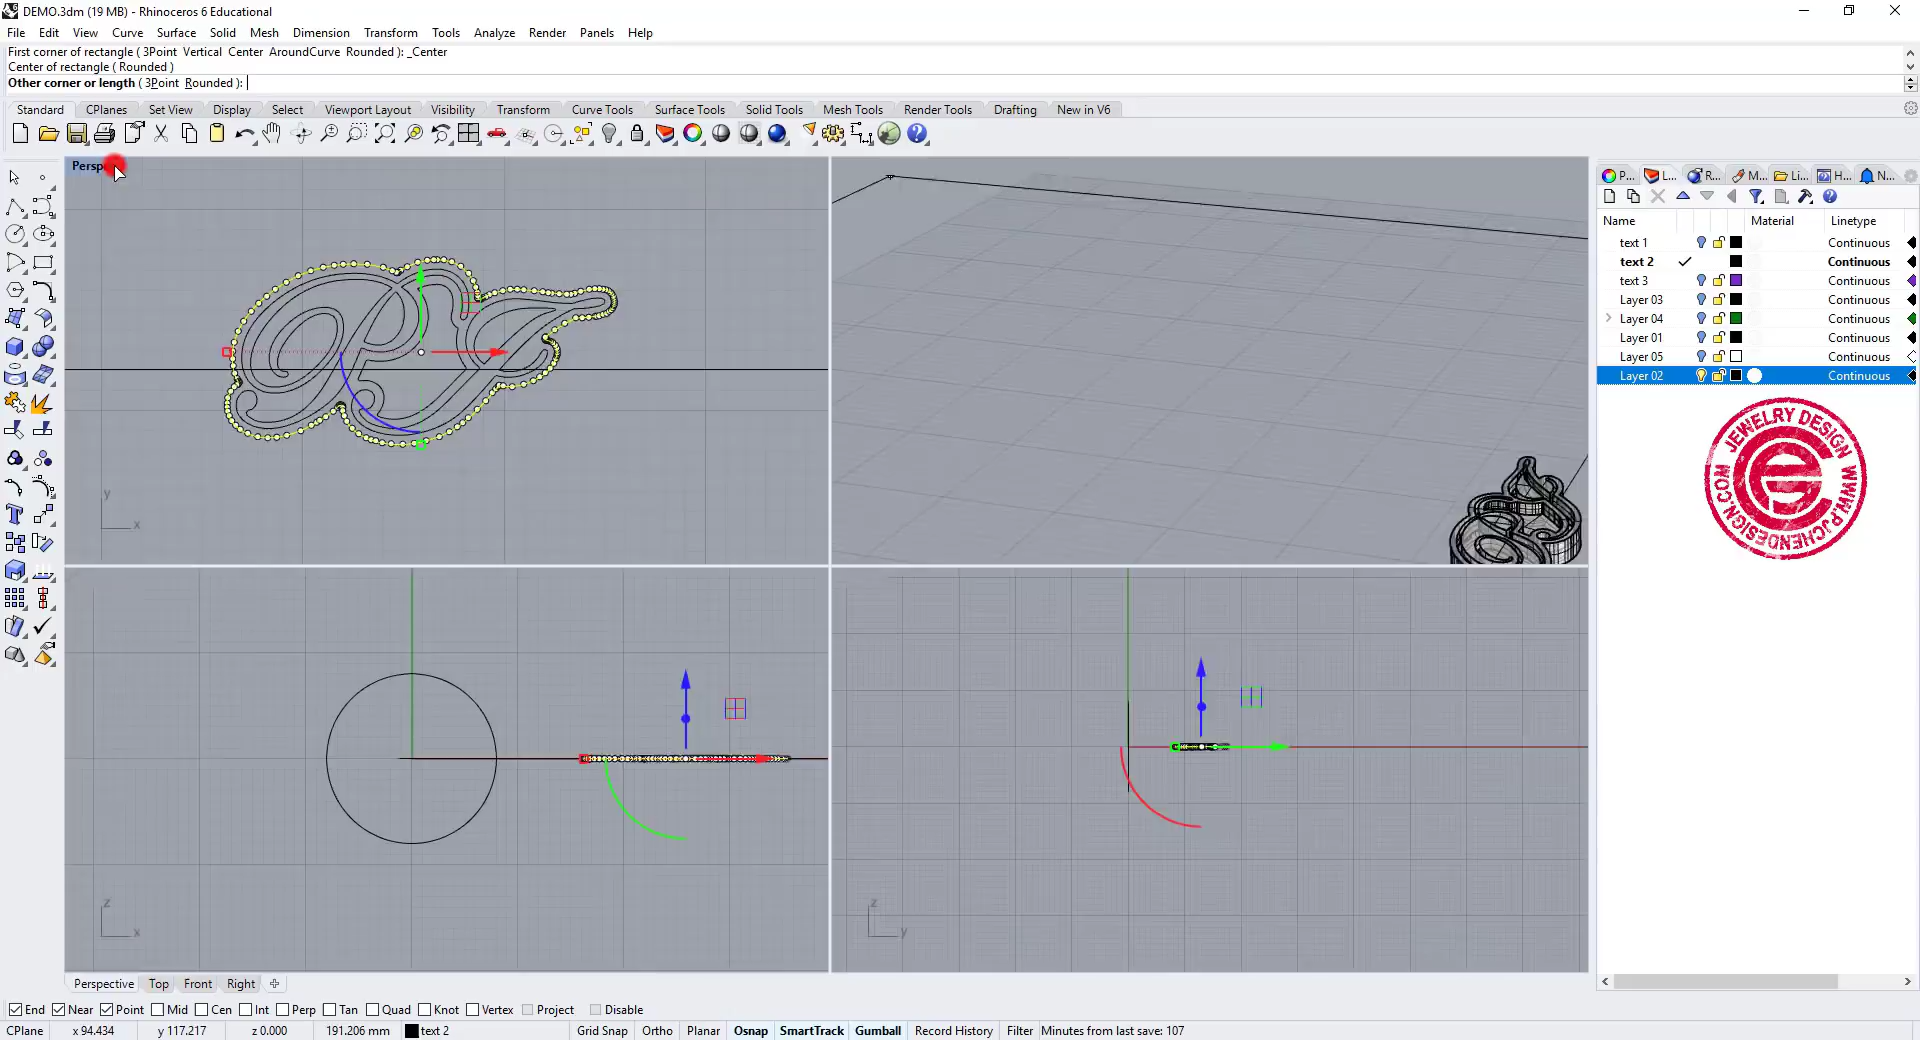 DEMO.3dm (19 MB) - Rhinoceros 6 Educational
File Edit View Curve Surface Solid Mesh Dimension Transform Tools Analyze Render Panels Help
First corner of rectangle ( 3Point Vertical Center AroundCurve Rounded ): _Center
Center of rectangle ( Rounded )
Other corner or length ( 3Point Rounded ):
Standard CPlanes Set View Display Select Viewport Layout Visibility Transform Curve Tools Surface Tools Solid Tools Mesh Tools Render Tools Drafting New in V6
Persp
P... L... R... M... Li... H... N...
Name Material Linetype
text 1 Continuous
text 2 Continuous
text 3 Continuous
Layer 03 Continuous
Layer 04 Continuous
Layer 01 Continuous
Layer 05 Continuous
Layer 02 Continuous
JEWELRY DESIGN WWW.PJCHENDESIGN.COM
y
x
z
x
z
y
Perspective Top Front Right
End Near Point Mid Cen Int Perp Tan Quad Knot Vertex Project Disable
CPlane x 94.434 y 117.217 z 0.000 191.206 mm text 2 Grid Snap Ortho Planar Osnap SmartTrack Gumball Record History Filter Minutes from last save: 107